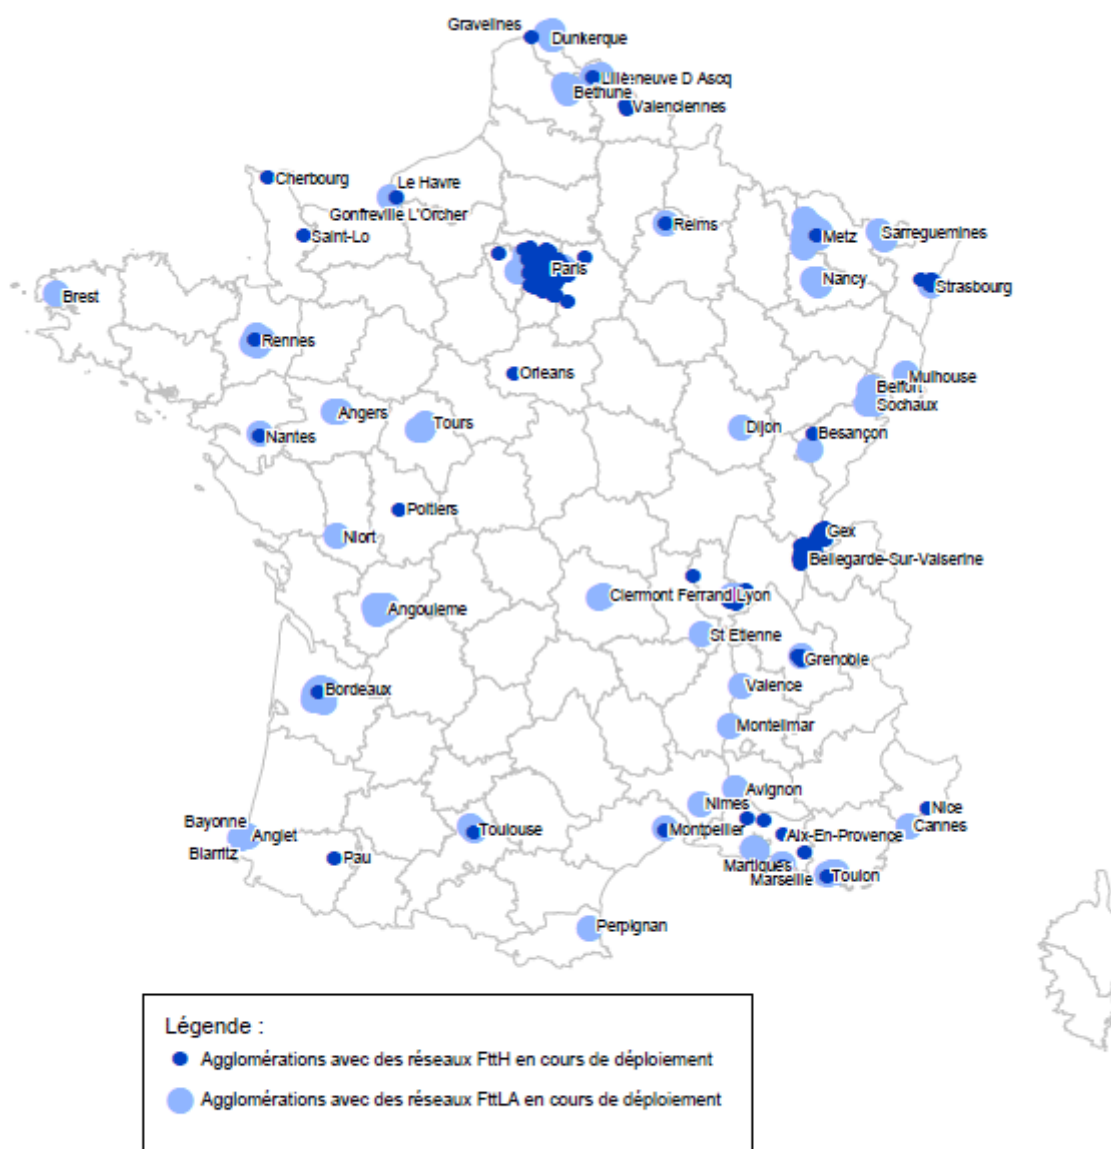 Gravelines
Dunkerque
Lille
neuve D Ascq
Bethune
Valenciennes
Cherbourg
Le Havre
Gonfreville L'Orcher
Saint-Lo
Reims
Metz
Sarreguemines
Paris
Nancy
Strasbourg
Brest
Rennes
Orleans
Mulhouse
Belfort
Sochaux
Angers
Tours
Dijon
Besançon
Nantes
Poitiers
Niort
Gex
Bellegarde-Sur-Valserine
Clermont Ferrand
Lyon
Angouleme
St Etienne
Grenoble
Bordeaux
Valence
Montelimar
Avignon
Nimes
Nice
Cannes
Bayonne
Anglet
Biarritz
Toulouse
Montpellier
Aix-En-Provence
Pau
Martiques
Marseille
Toulon
Perpignan
Légende :
Agglomérations avec des réseaux FttH en cours de déploiement
Agglomérations avec des réseaux FttLA en cours de déploiement